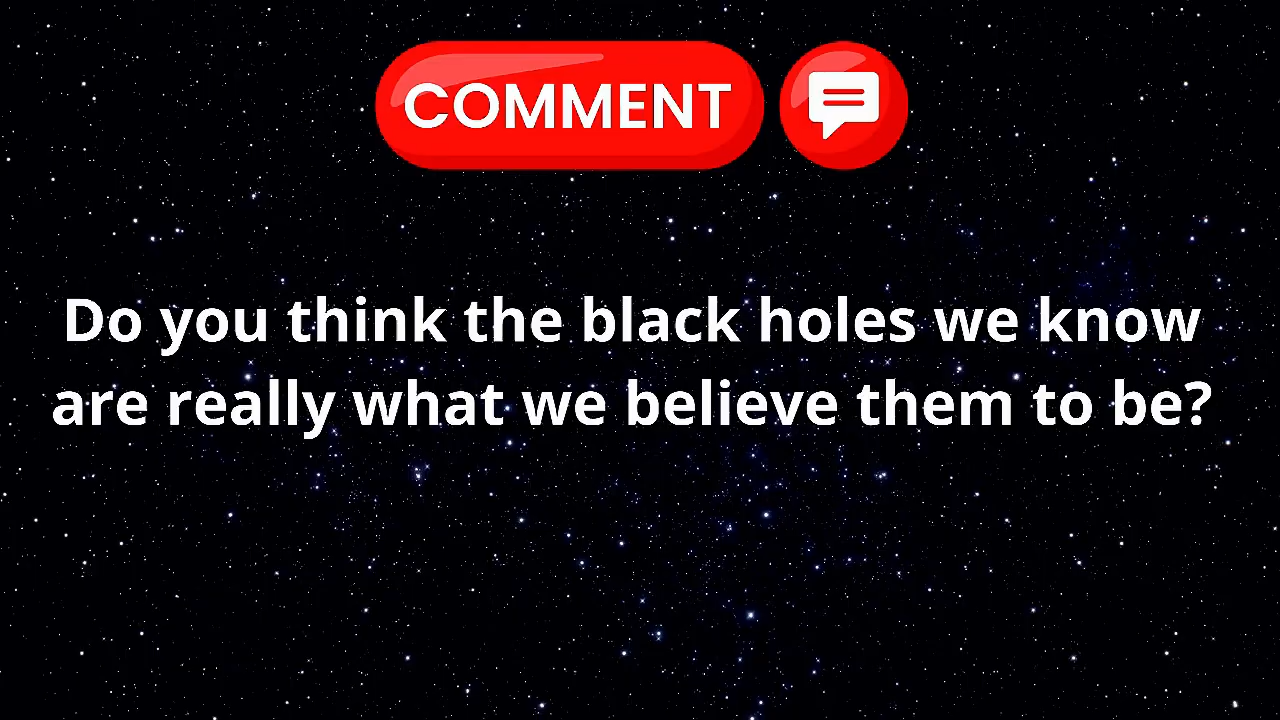 COMMENT
Do you think the black holes we know
are really what we believe them to be?